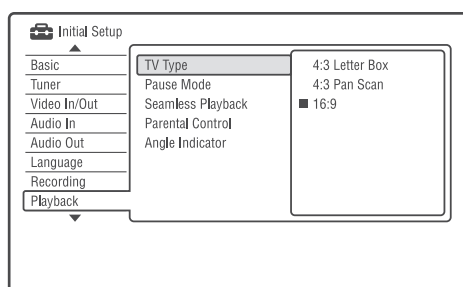 Initial Setup
Basic
Tuner
Video In/Out
Audio In
Audio Out
Language
Recording
Playback
TV Type
Pause Mode
Seamless Playback
Parental Control
Angle Indicator
4:3 Letter Box
4:3 Pan Scan
16:9